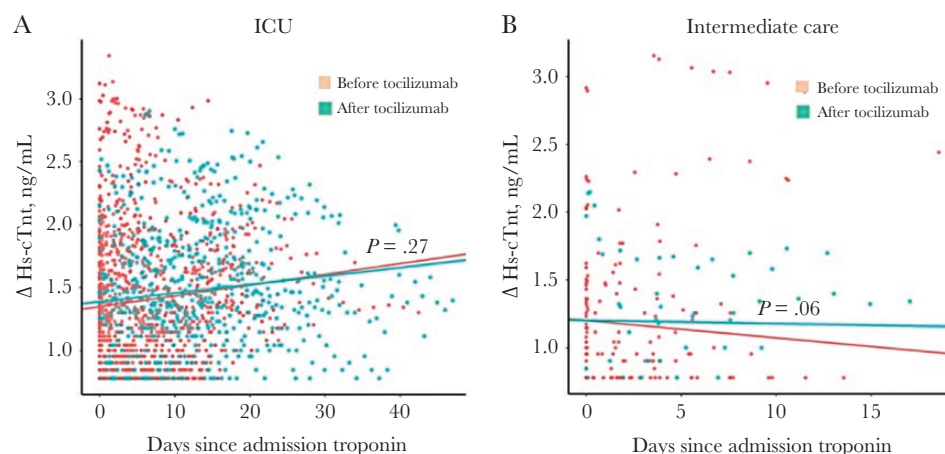 A
ICU
Δ Hs-cTnt, ng/mL
3.0
2.5
2.0
1.5
1.0
Before tocilizumab
After tocilizumab
P = .27
0
10
20
30
40
Days since admission troponin
B
Intermediate care
Δ Hs-cTnt, ng/mL
3.0
2.5
2.0
1.5
1.0
Before tocilizumab
After tocilizumab
P = .06
0
5
10
15
Days since admission troponin